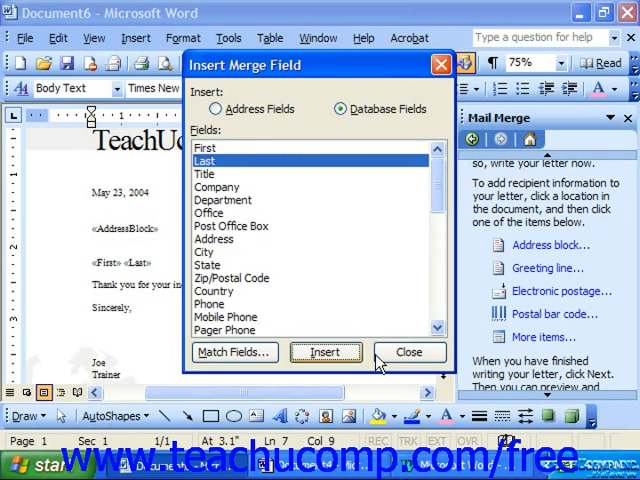 Document6 - Microsoft Word
File Edit View Insert Format Tools Table Window Help Acrobat Type a question for help
75% Read
Body Text Times New
Insert Merge Field
Insert:
Address Fields Database Fields
Fields:
First
Last
Title
Company
Department
Office
Post Office Box
Address
City
State
Zip/Postal Code
Country
Phone
Mobile Phone
Pager Phone
Match Fields... Insert Close
TeachUc
May 23, 2004
«AddressBlock»
«First» «Last»
Thank you for your in
Sincerely,
Joe
Trainer
Mail Merge
so, write your letter now.
To add recipient information to
your letter, click a location in
the document, and then click
one of the items below.
Address block...
Greeting line...
Electronic postage...
Postal bar code...
More items...
When you have finished
writing your letter, click Next.
Then you can preview and
Draw AutoShapes
Page 1 Sec 1 1/1 At 3.1" Ln 7 Col 9 REC TRK EXT OVR
start
www.teachucomp.com/free